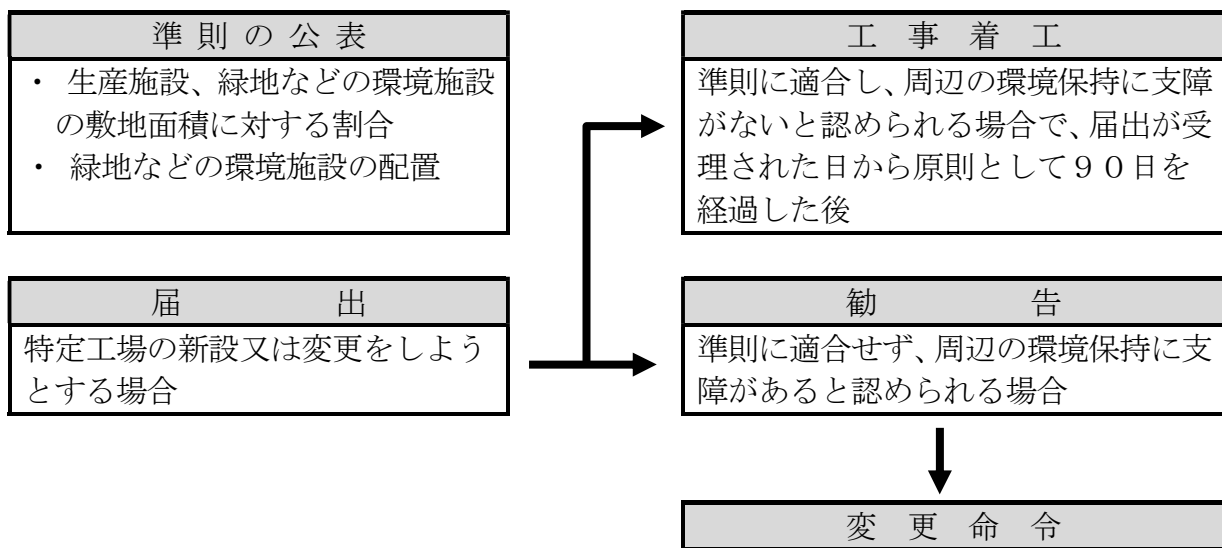 準則の公表
・ 生産施設、緑地などの環境施設
の敷地面積に対する割合
・ 緑地などの環境施設の配置
工事着工
準則に適合し、周辺の環境保持に支障
がないと認められる場合で、届出が受
理された日から原則として９０日を
経過した後
届出
特定工場の新設又は変更をしよう
とする場合
勧告
準則に適合せず、周辺の環境保持に支
障があると認められる場合
変更命令